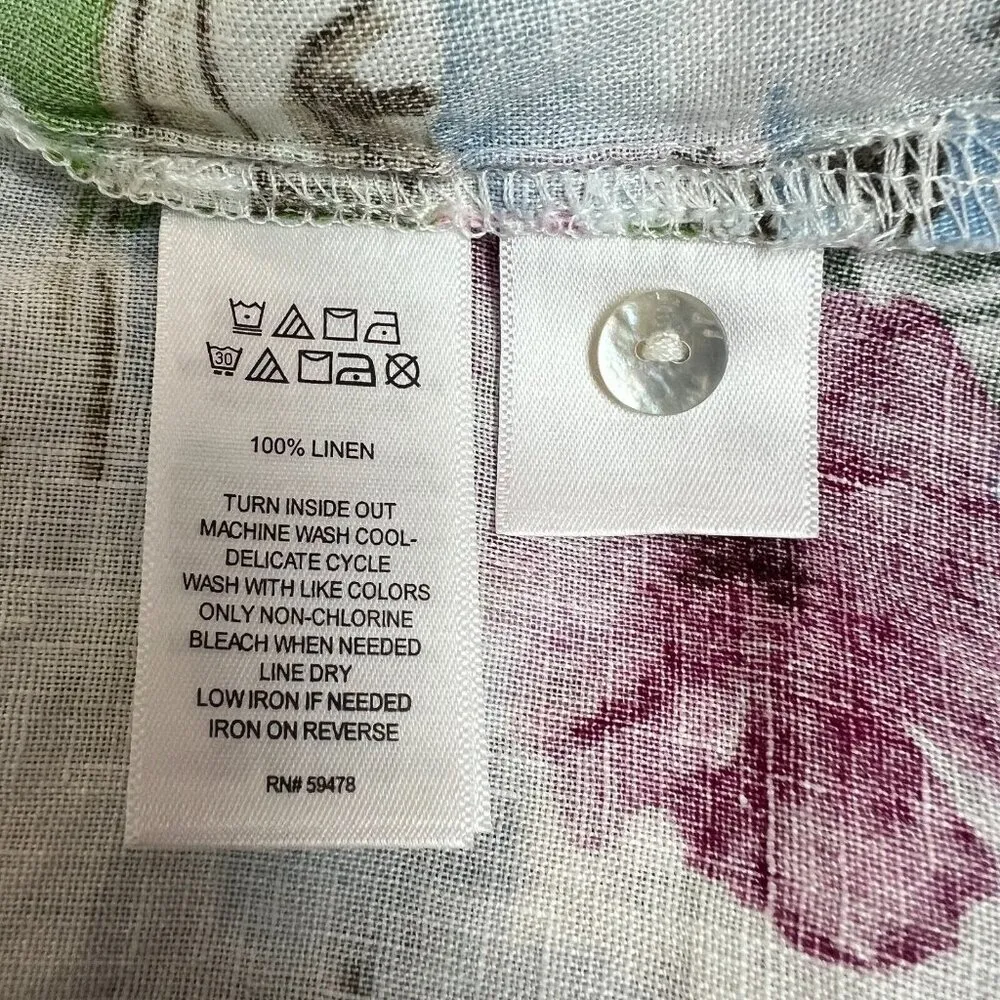 30
100% LINEN
TURN INSIDE OUT
MACHINE WASH COOL-
DELICATE CYCLE
WASH WITH LIKE COLORS
ONLY NON-CHLORINE
BLEACH WHEN NEEDED
LINE DRY
LOW IRON IF NEEDED
IRON ON REVERSE
RN# 59478